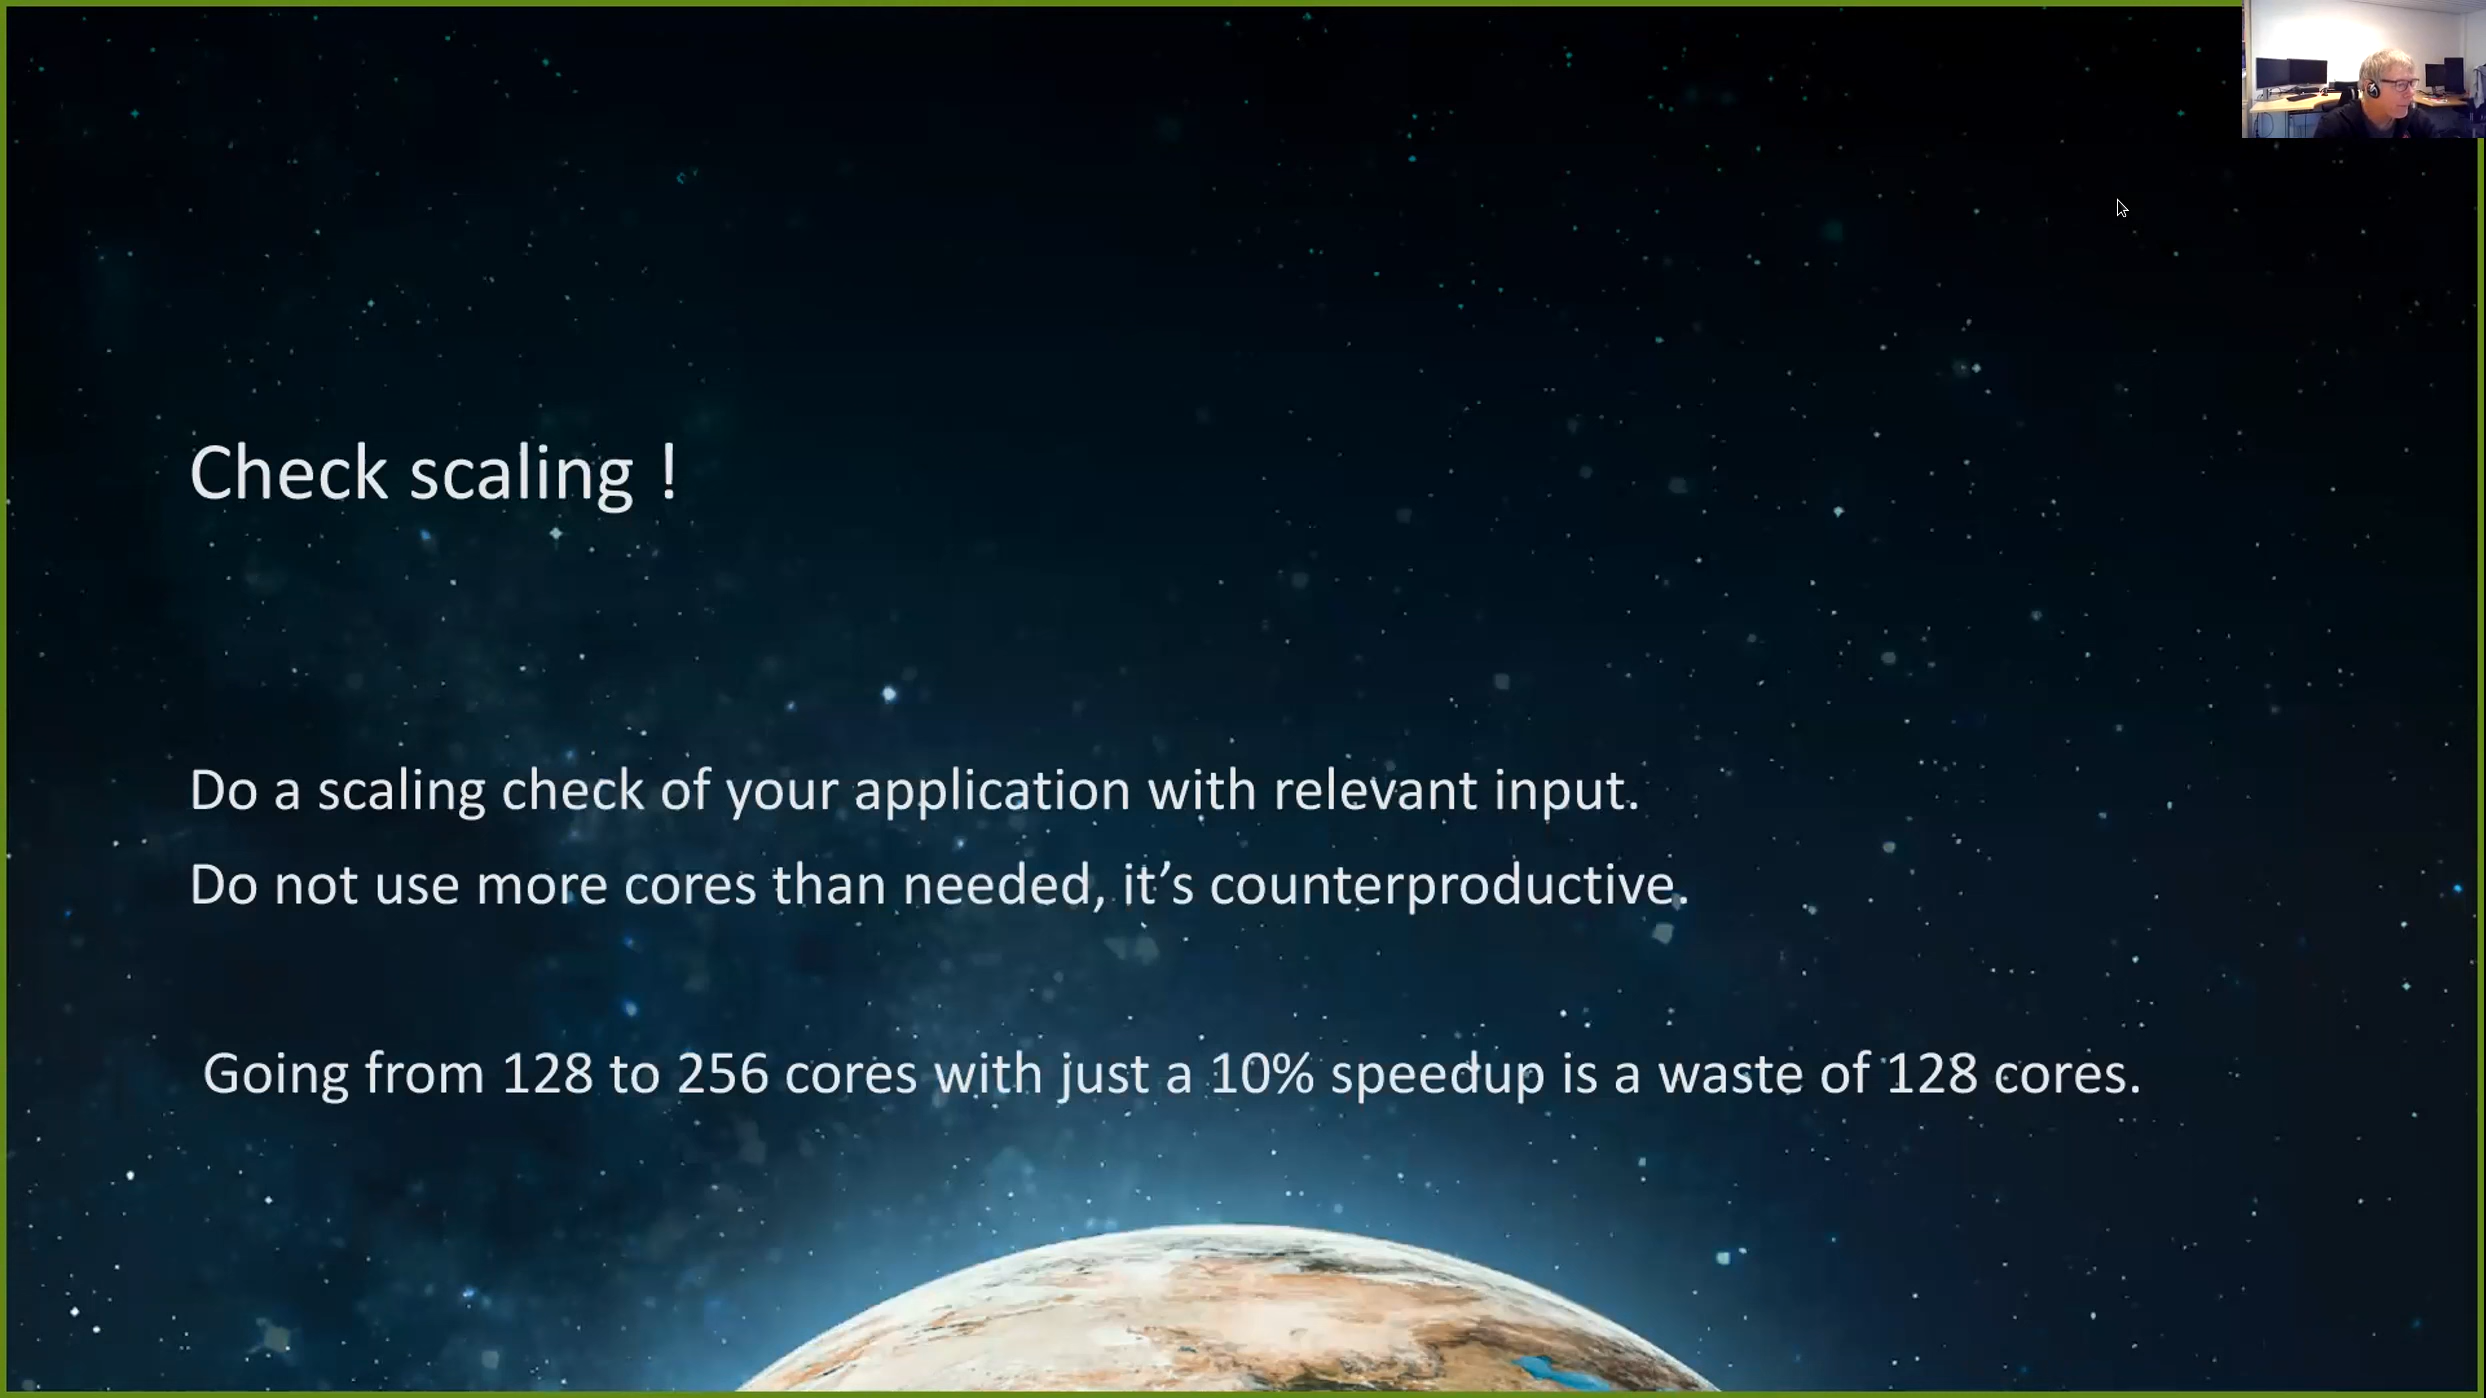 Check scaling !
Do a scaling check of your application with relevant input.
Do not use more cores than needed, it’s counterproductive.
Going from 128 to 256 cores with just a 10% speedup is a waste of 128 cores.